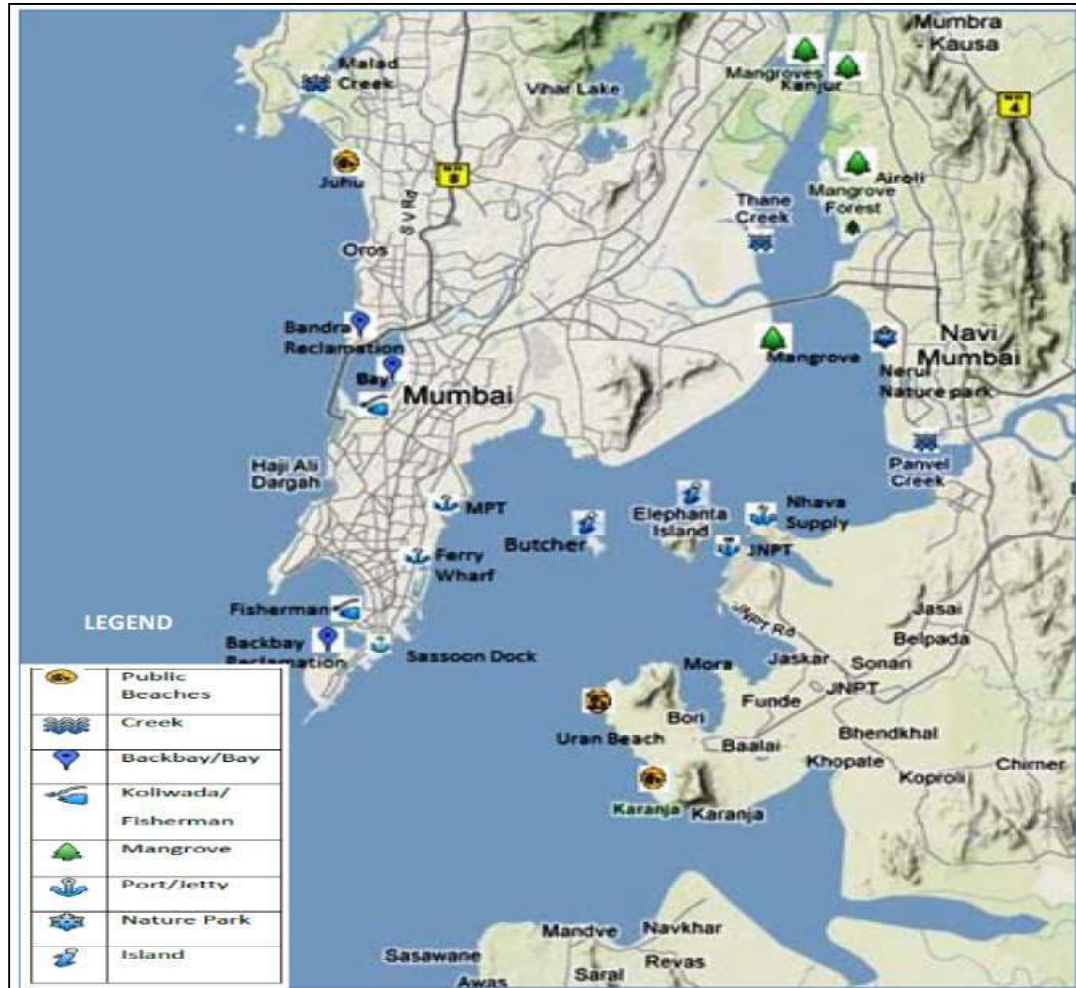 Mumbra
- Kausa
Malad
Creek
Vihar Lake
Mangroves
Kanjur
NH
4
Juhu
NH
8
S V Rd
Airoli
Mangrove
Forest
Thane
Creek
Oros
Bandra
Reclamation
Mangrove
Navi
Mumbai
Nerul
Nature park
Bay
Mumbai
Haji Ali
Dargah
Panvel
Creek
MPT
Elephanta
Island
Nhava
Supply
Butcher
JNPT
Ferry
Wharf
Fisherman
JNPT Rd
Jasai
Belpada
Backbay
Reclamation
Sassoon Dock
Mora
Jaskar
Sonari
JNPT
Funde
Bori
Uran Beach
Baalai
Bhendkhal
Khopate
Koproli
Chirner
Karanja
Karanja
Mandve
Navkhar
Sasawane
Revas
Awas
Saral
LEGEND
Public
Beaches
Creek
Backbay/Bay
Koliwada/
Fisherman
Mangrove
Port/Jetty
Nature Park
Island